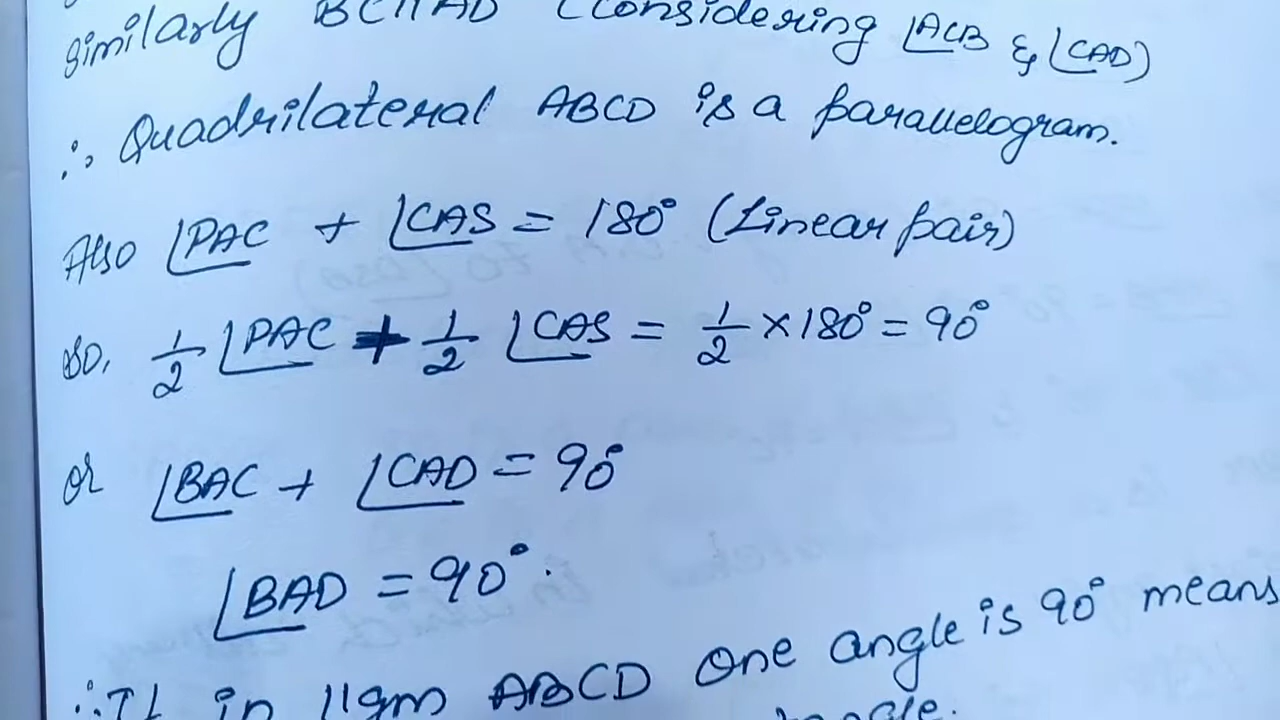 Similarly BC||AD (Considering ∠ACB & ∠CAD)
∴ Quadrilateral ABCD is a parallelogram.
Also ∠PAC + ∠CAS = 180° (Linear pair)
So, 1/2 ∠PAC + 1/2 ∠CAS = 1/2 × 180° = 90°
or ∠BAC + ∠CAD = 90°
∠BAD = 90°.
∴ If in ||gm ABCD One angle is 90° means